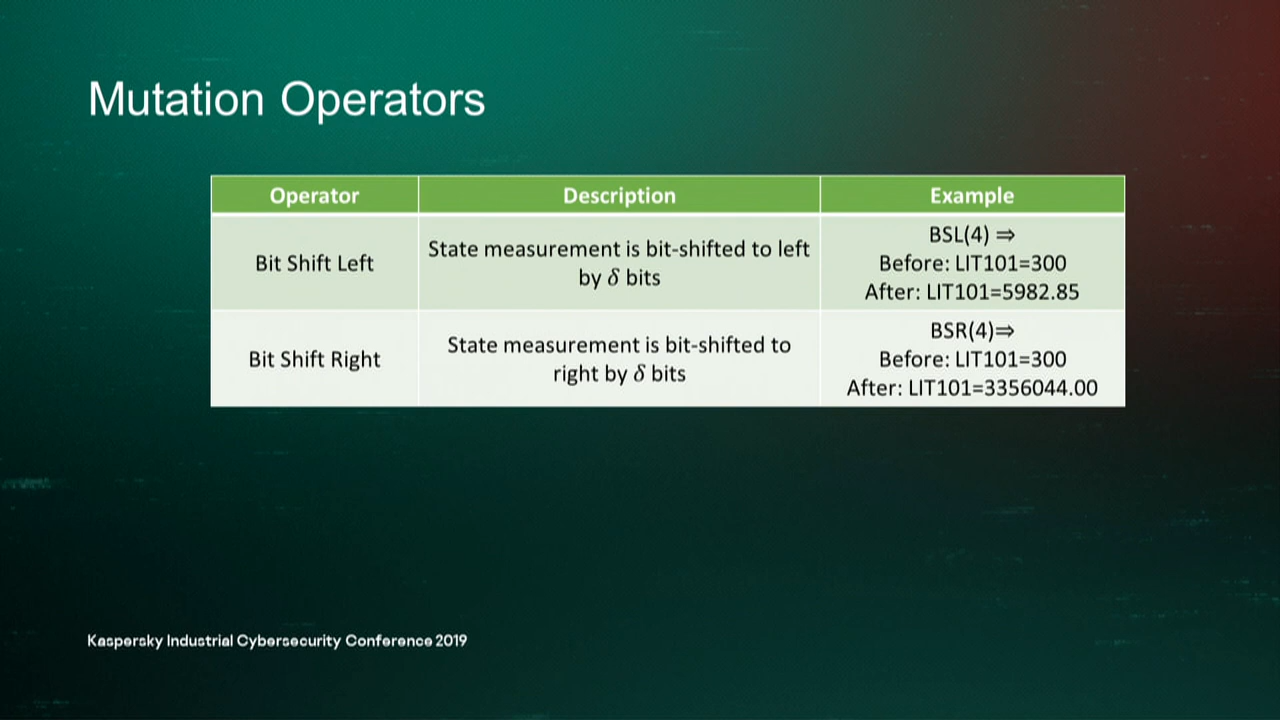 Mutation Operators
Operator
Description
Example
Bit Shift Left
State measurement is bit-shifted to left
by δ bits
BSL(4) ⇒
Before: LIT101=300
After: LIT101=5982.85
Bit Shift Right
State measurement is bit-shifted to
right by δ bits
BSR(4)⇒
Before: LIT101=300
After: LIT101=3356044.00
Kaspersky Industrial Cybersecurity Conference 2019